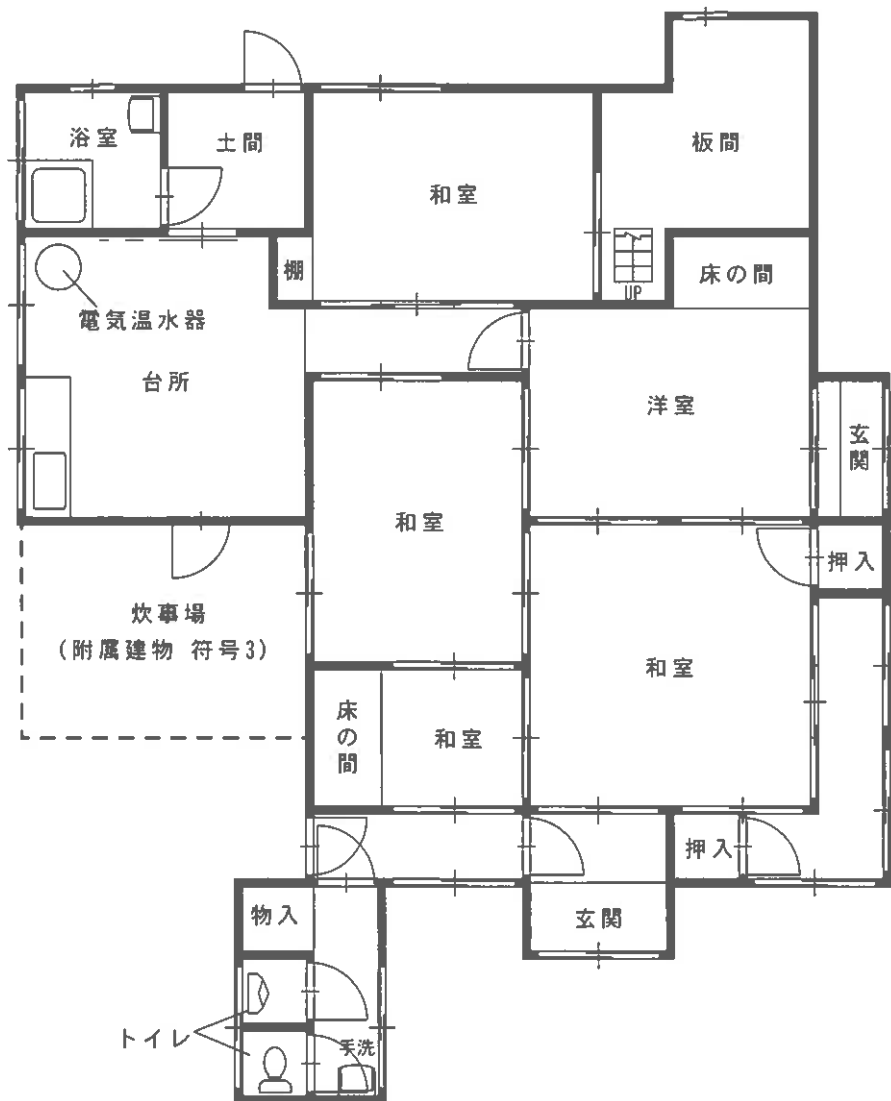 浴室
土間
和室
板間
棚
UP
床の間
電気温水器
台所
洋室
玄関
和室
押入
炊事場
(附属建物 符号3)
和室
床の間
和室
押入
物入
玄関
トイレ
手洗